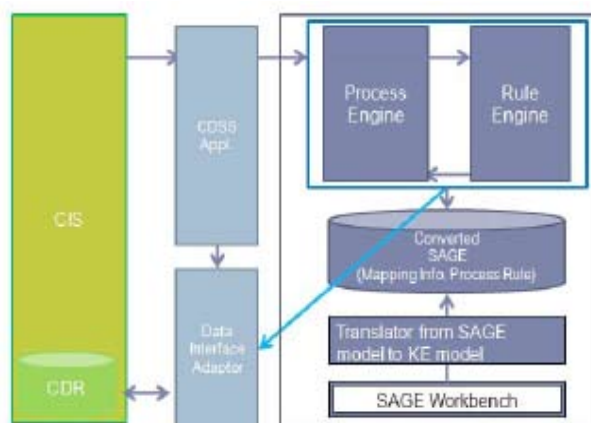 Process
Engine
Rule
Engine
CDSS
Appl.
CIS
Converted
SAGE
(Mapping Info, Process Rule)
Data
Interface
Adaptor
Translator from SAGE
model to KE model
CDR
SAGE Workbench